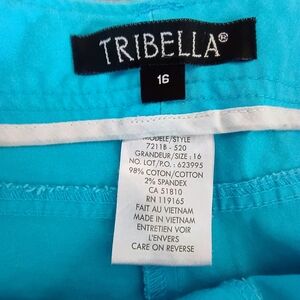 TRIBELLA®
16
MODELE/STYLE
7211B - 520
GRANDEUR/SIZE : 16
NO. LOT/P.O. : 623995
98% COTON/COTTON
2% SPANDEX
CA 51810
RN 119165
FAIT AU VIETNAM
MADE IN VIETNAM
ENTRETIEN VOIR
L'ENVERS
CARE ON REVERSE